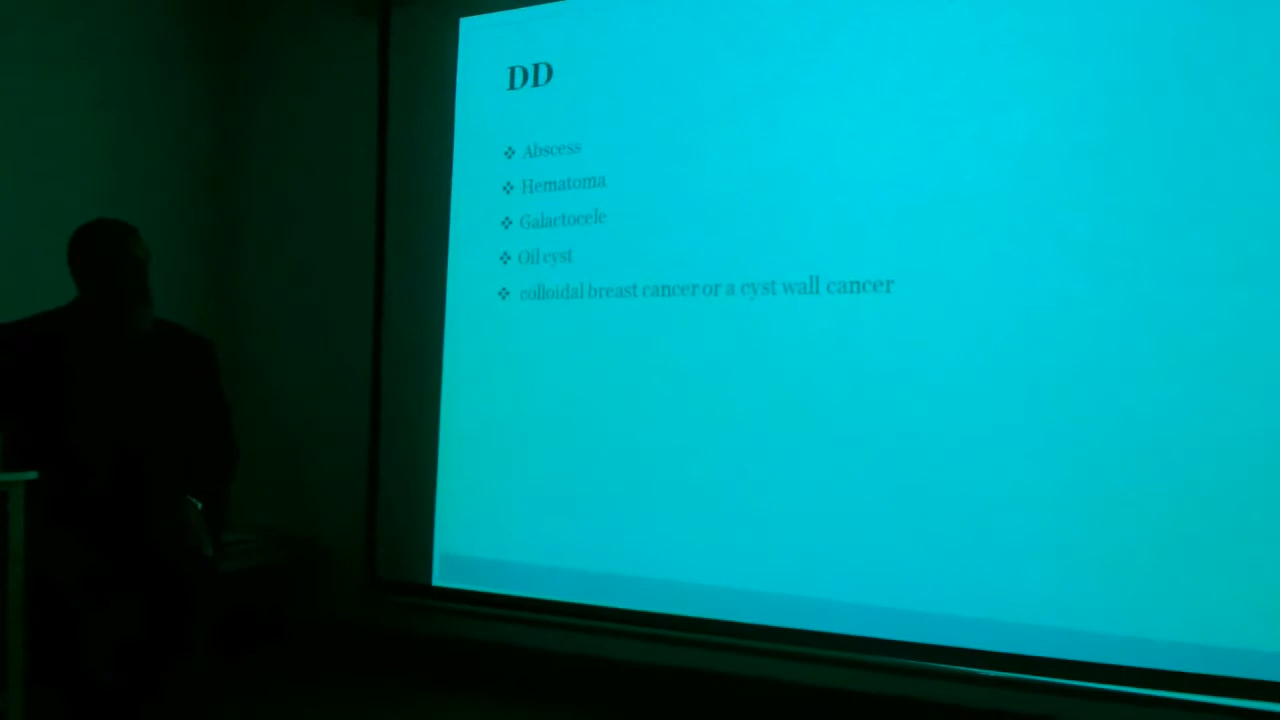 DD
❖ Abscess
❖ Hematoma
❖ Galactocele
❖ Oil cyst
❖ colloidal breast cancer or a cyst wall cancer